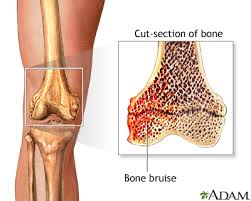 Cut-section of bone
Bone bruise
ADAM.